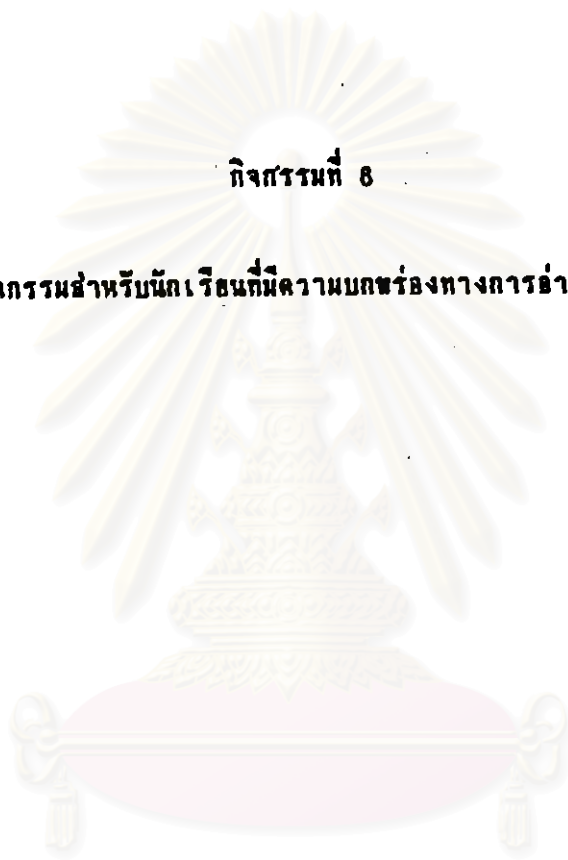 กิจกรรมที่ 8
กรรมสำหรับนักเรียนที่มีความบกพร่องทางการอ่า